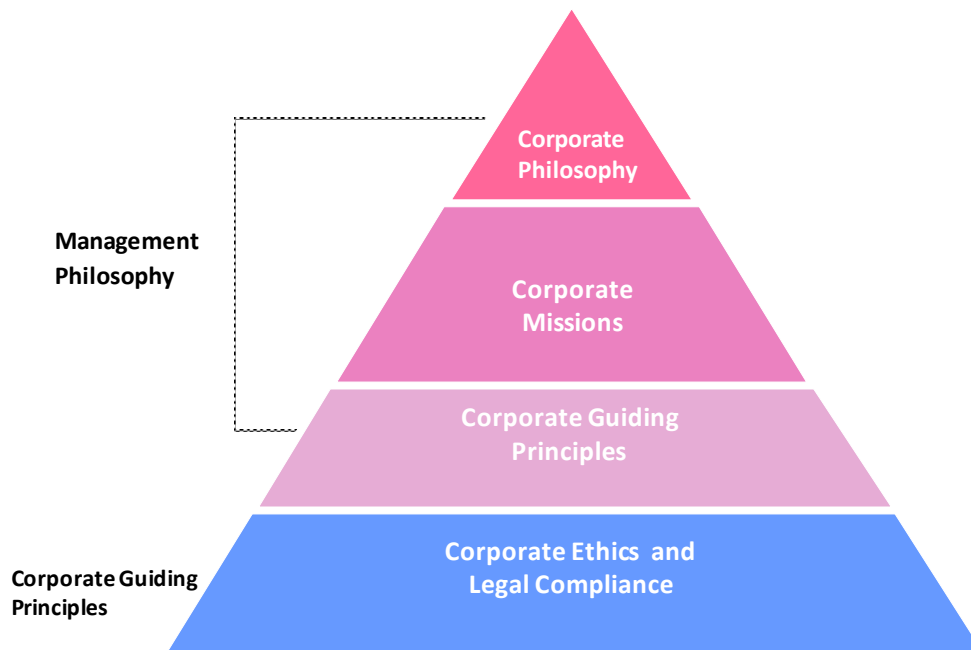 Corporate
Philosophy
Management
Philosophy
Corporate
Missions
Corporate Guiding
Principles
Corporate Ethics and
Legal Compliance
Corporate Guiding
Principles